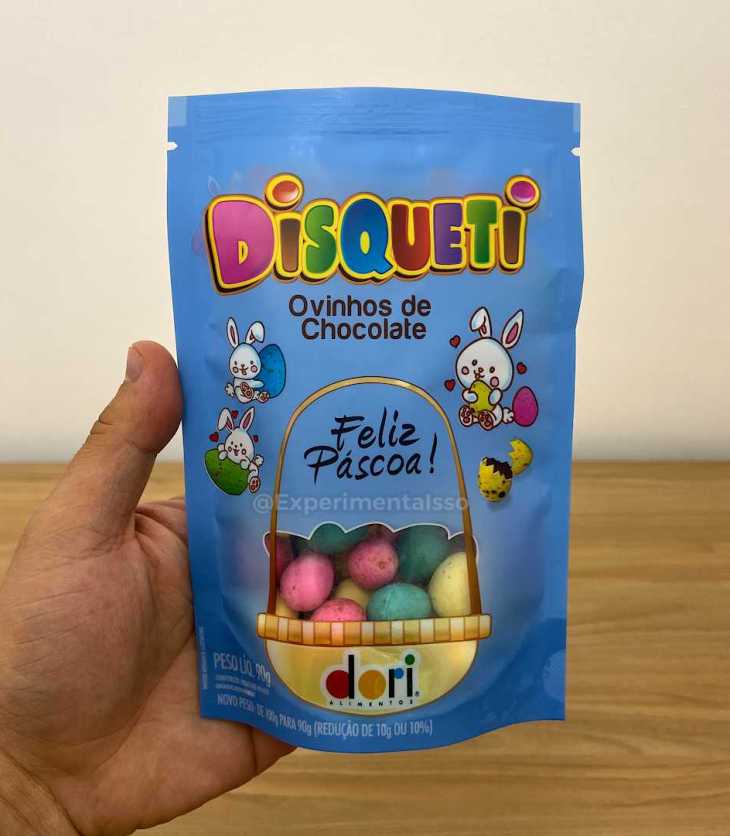 DiSQUETi
Ovinhos de
Chocolate
Feliz
Páscoa!
@ExperimentaIsso
dori
ALIMENTOS
PESO LÍQ. 90g
NOVO PESO: DE 100g PARA 90g (REDUÇÃO DE 10g OU 10%)